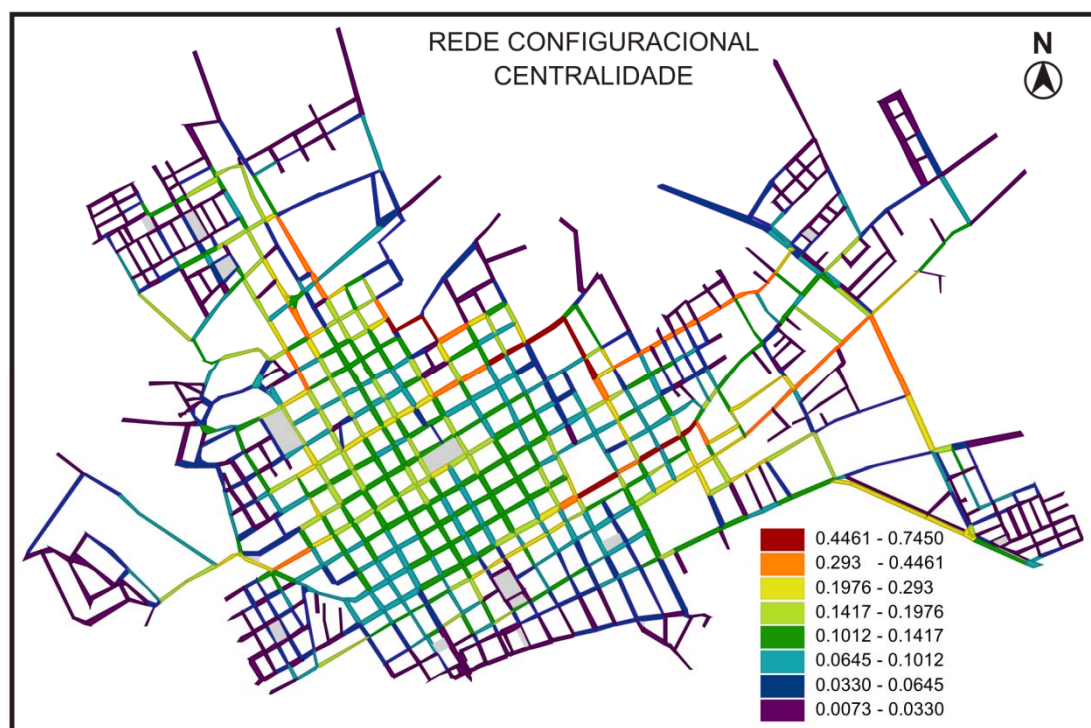 REDE CONFIGURACIONAL
CENTRALIDADE
N
0.4461 - 0.7450
0.293 - 0.4461
0.1976 - 0.293
0.1417 - 0.1976
0.1012 - 0.1417
0.0645 - 0.1012
0.0330 - 0.0645
0.0073 - 0.0330